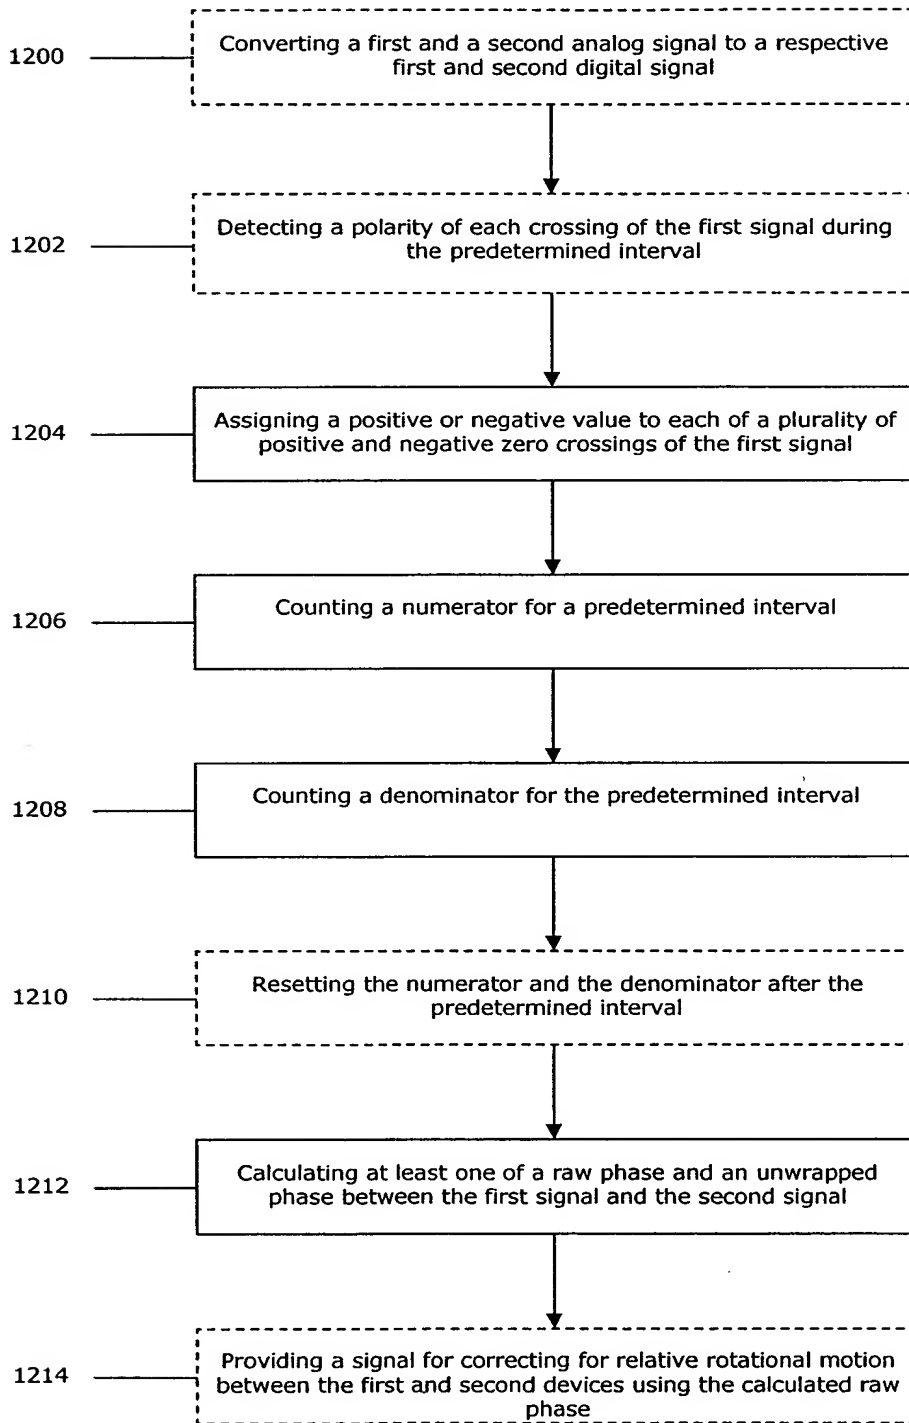 1200
Converting a first and a second analog signal to a respective
first and second digital signal
1202
Detecting a polarity of each crossing of the first signal during
the predetermined interval
1204
Assigning a positive or negative value to each of a plurality of
positive and negative zero crossings of the first signal
1206
Counting a numerator for a predetermined interval
1208
Counting a denominator for the predetermined interval
1210
Resetting the numerator and the denominator after the
predetermined interval
1212
Calculating at least one of a raw phase and an unwrapped
phase between the first signal and the second signal
1214
Providing a signal for correcting for relative rotational motion
between the first and second devices using the calculated raw
phase